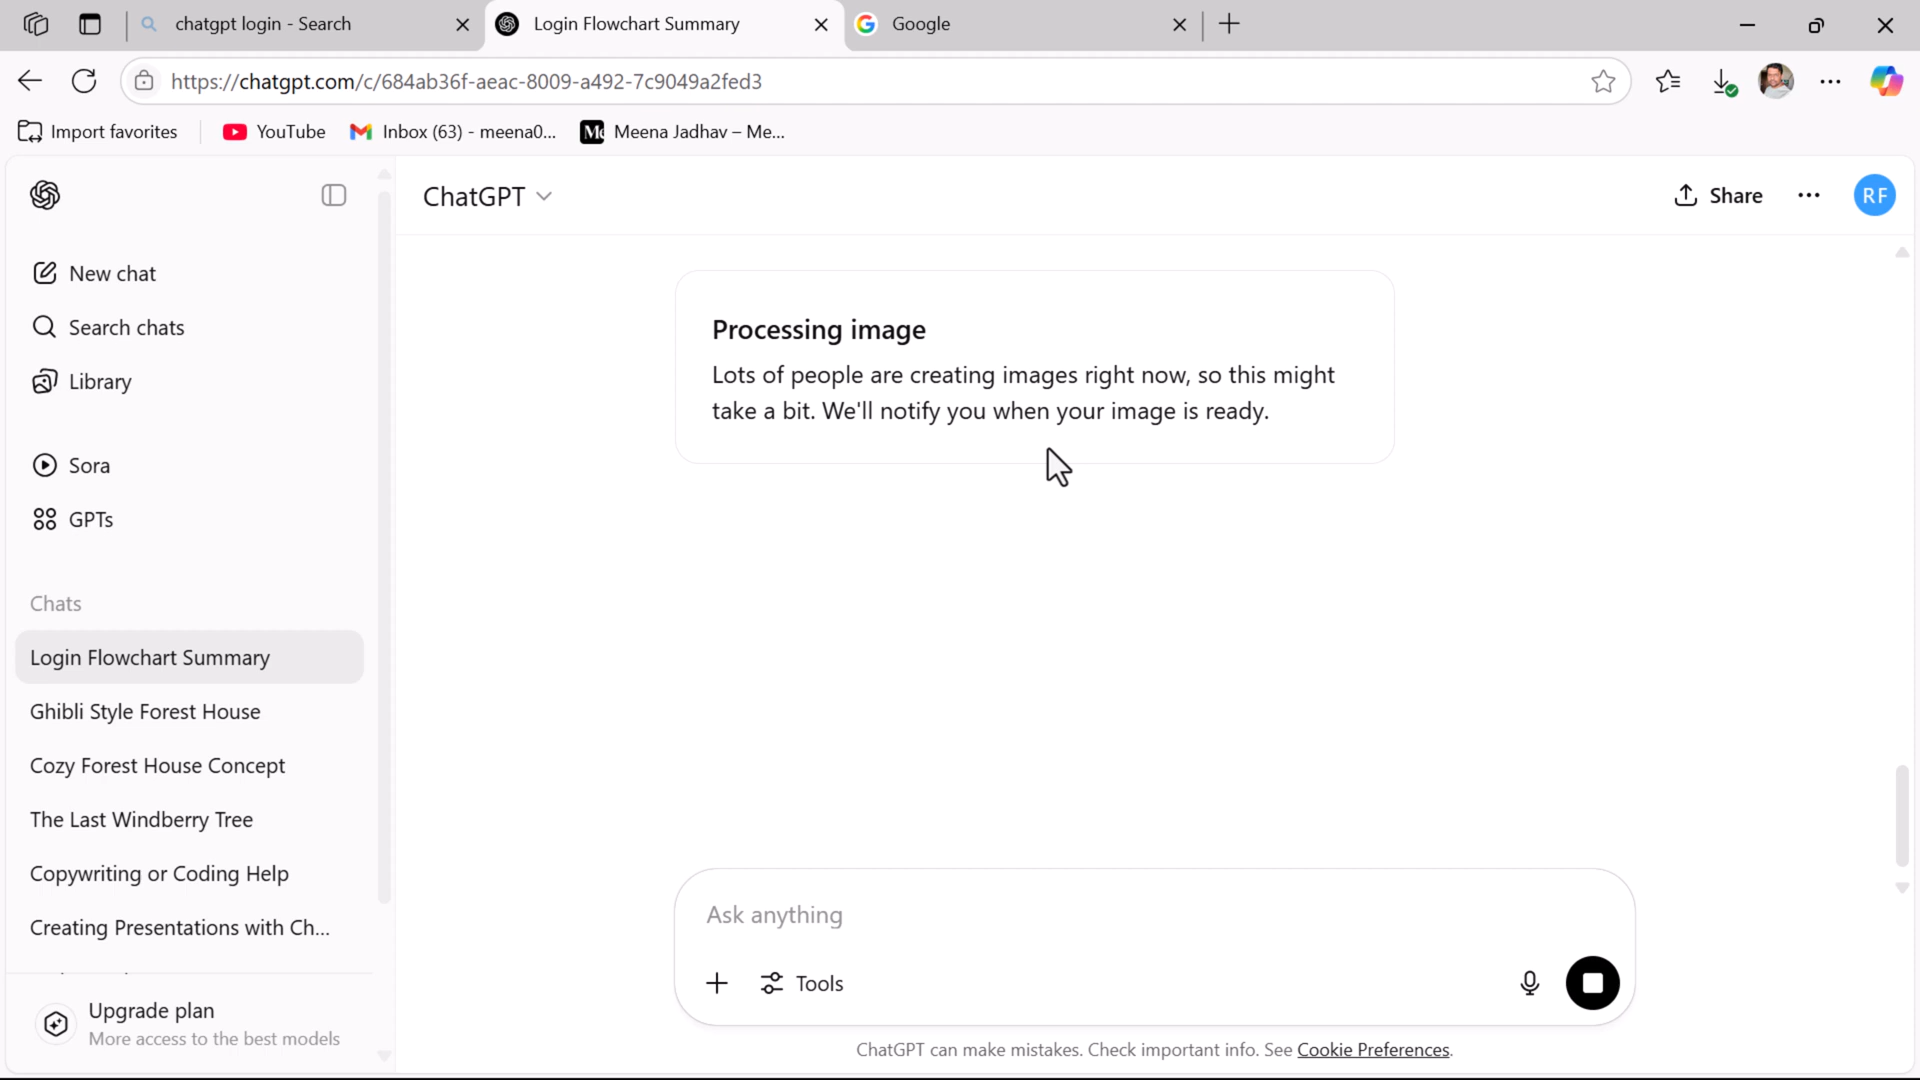 chatgpt login - Search
Login Flowchart Summary
Google
https://chatgpt.com/c/684ab36f-aeac-8009-a492-7c9049a2fed3
Import favorites
YouTube
Inbox (63) - meena0...
Meena Jadhav – Me...
ChatGPT
Share
RF
New chat
Search chats
Library
Sora
GPTs
Chats
Login Flowchart Summary
Ghibli Style Forest House
Cozy Forest House Concept
The Last Windberry Tree
Copywriting or Coding Help
Creating Presentations with Ch...
Upgrade plan
More access to the best models
Processing image
Lots of people are creating images right now, so this might
take a bit. We'll notify you when your image is ready.
Ask anything
Tools
ChatGPT can make mistakes. Check important info. See Cookie Preferences.